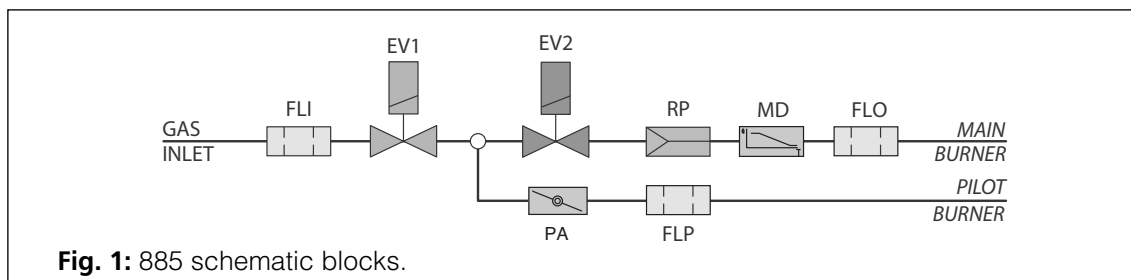 EV1
EV2
FLI
RP
MD
FLO
GAS
INLET
MAIN
BURNER
T
PILOT
BURNER
PA
FLP
Fig. 1: 885 schematic blocks.